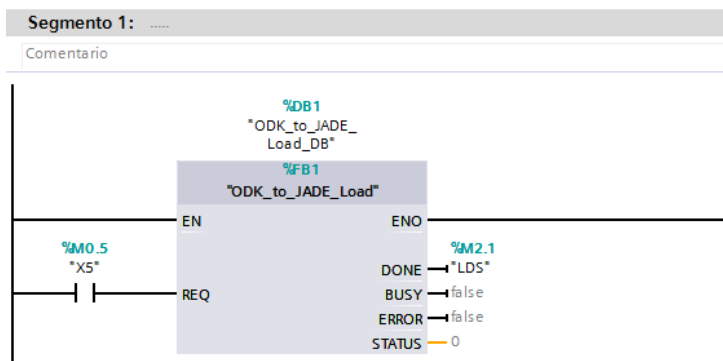 Segmento 1: .....
Comentario
%DB1
"ODK_to_JADE_
Load_DB"
%FB1
"ODK_to_JADE_Load"
EN ENO
%M0.5
"X5"
REQ
%M2.1
DONE "LDS"
BUSY false
ERROR false
STATUS 0